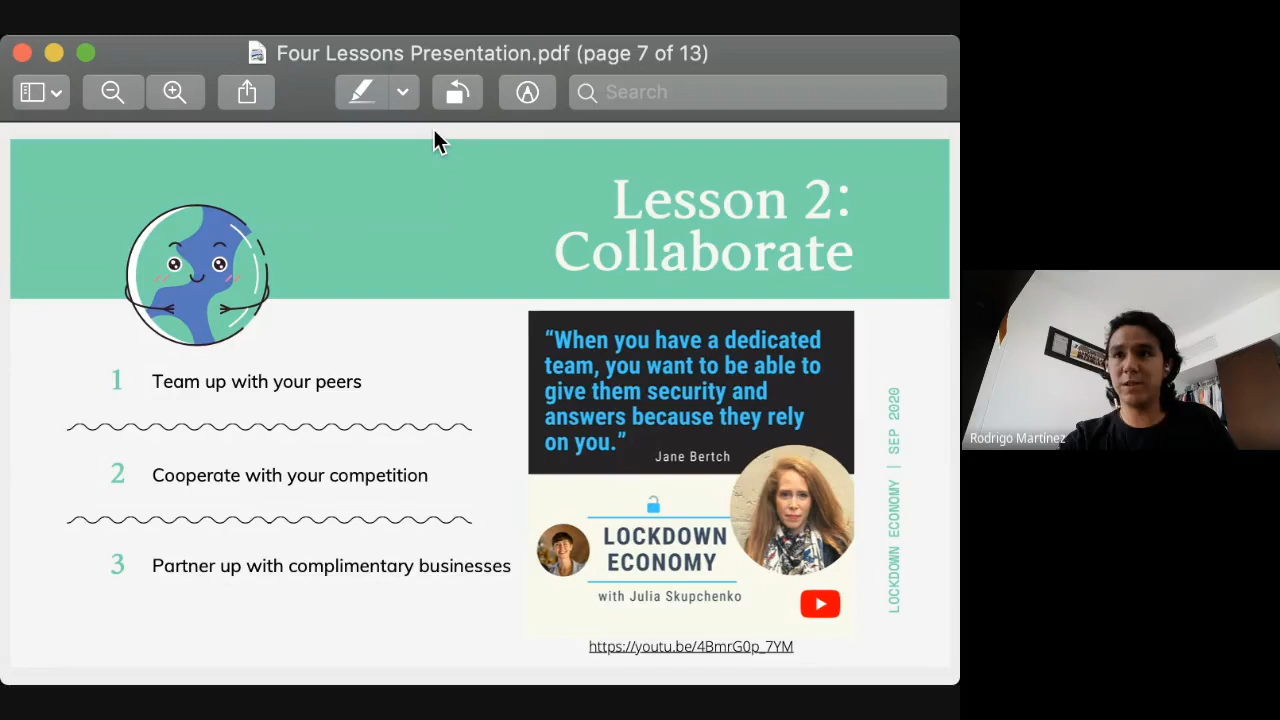 Four Lessons Presentation.pdf (page 7 of 13)
Search
Lesson 2:
Collaborate
1 Team up with your peers
2 Cooperate with your competition
3 Partner up with complimentary businesses
“When you have a dedicated
team, you want to be able to
give them security and
answers because they rely
on you.”
Jane Bertch
LOCKDOWN
ECONOMY
with Julia Skupchenko
https://youtu.be/4BmrG0p_7YM
LOCKDOWN ECONOMY | SEP 2020
Rodrigo Martínez